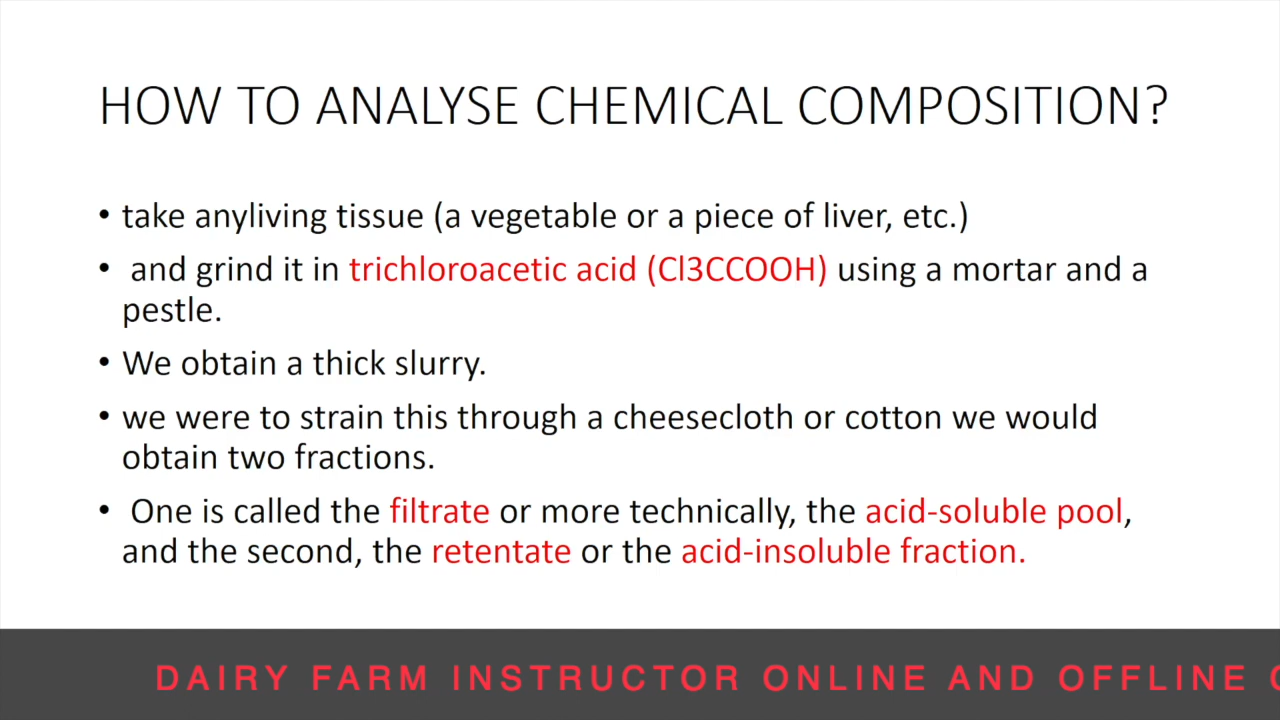 HOW TO ANALYSE CHEMICAL COMPOSITION?
• take anyliving tissue (a vegetable or a piece of liver, etc.)
• and grind it in trichloroacetic acid (Cl3CCOOH) using a mortar and a
pestle.
• We obtain a thick slurry.
• we were to strain this through a cheesecloth or cotton we would
obtain two fractions.
• One is called the filtrate or more technically, the acid-soluble pool,
and the second, the retentate or the acid-insoluble fraction.
DAIRY FARM INSTRUCTOR ONLINE AND OFFLINE